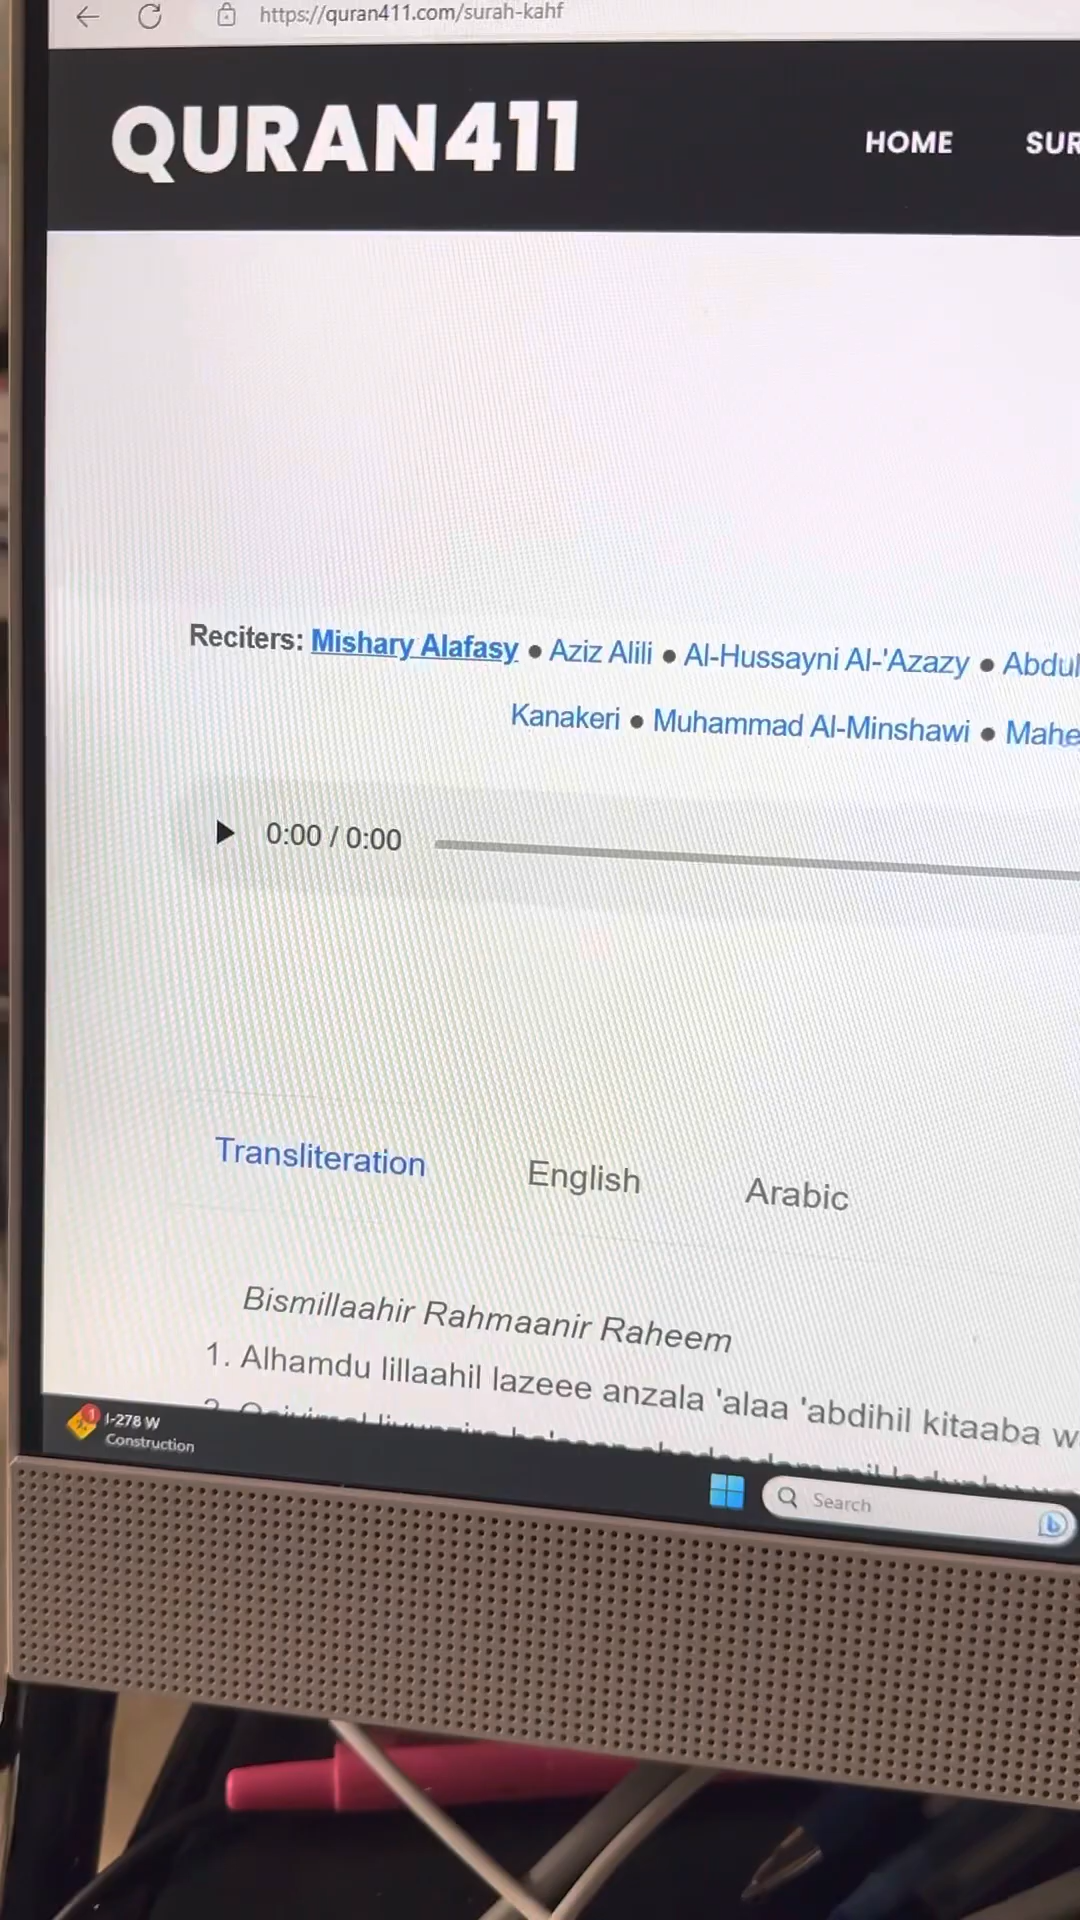 https://quran411.com/surah-kahf
QURAN411
HOME SUR
Reciters: Mishary Alafasy ● Aziz Alili ● Al-Hussayni Al-'Azazy ● Abdul
Kanakeri ● Muhammad Al-Minshawi ● Mahe
0:00 / 0:00
Transliteration English Arabic
Bismillaahir Rahmaanir Raheem
1. Alhamdu lillaahil lazeee anzala 'alaa 'abdihil kitaaba w
1 I-278 W
Construction
Search